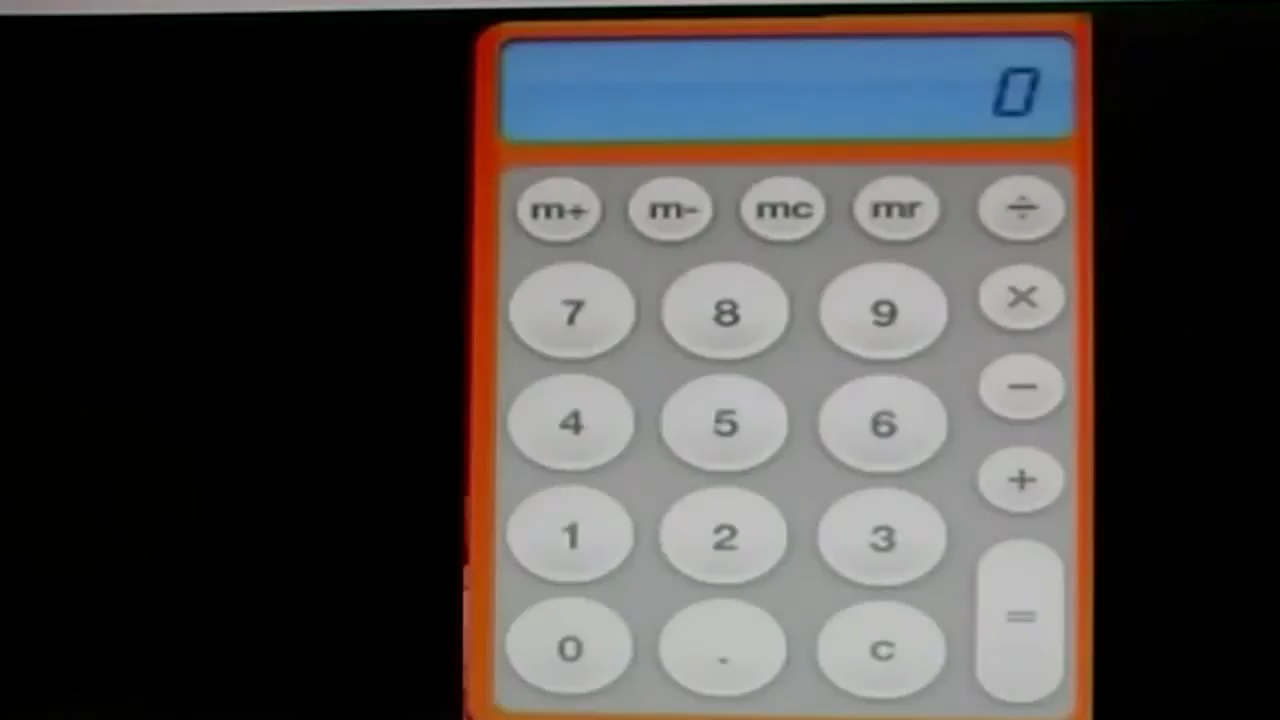 0
m+ m- mc mr ÷
7 8 9 ×
4 5 6 −
+
1 2 3
0 . c =